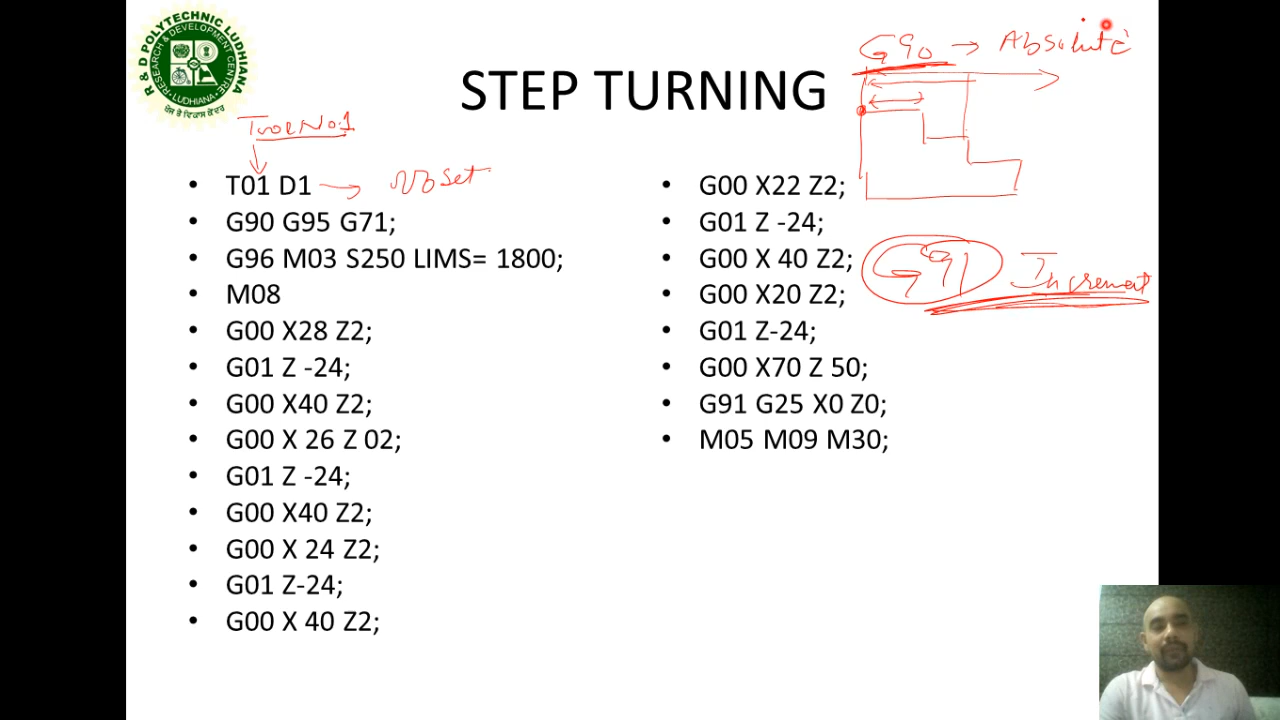 R & D POLYTECHNIC LUDHIANA
RESEARCH & DEVELOPMENT CENTRE
LUDHIANA
ਖੋਜ ਤੇ ਵਿਕਾਸ ਕੇਂਦਰ
G90 → Absolute
STEP TURNING
Tool No.1
T01 D1 →
G90 G95 G71;
G96 M03 S250 LIMS= 1800;
M08
G00 X28 Z2;
G01 Z -24;
G00 X40 Z2;
G00 X 26 Z 02;
G01 Z -24;
G00 X40 Z2;
G00 X 24 Z2;
G01 Z-24;
G00 X 40 Z2;
G00 X22 Z2;
G01 Z -24;
G00 X 40 Z2;
G00 X20 Z2;
G01 Z-24;
G00 X70 Z 50;
G91 G25 X0 Z0;
M05 M09 M30;
G91 Increment